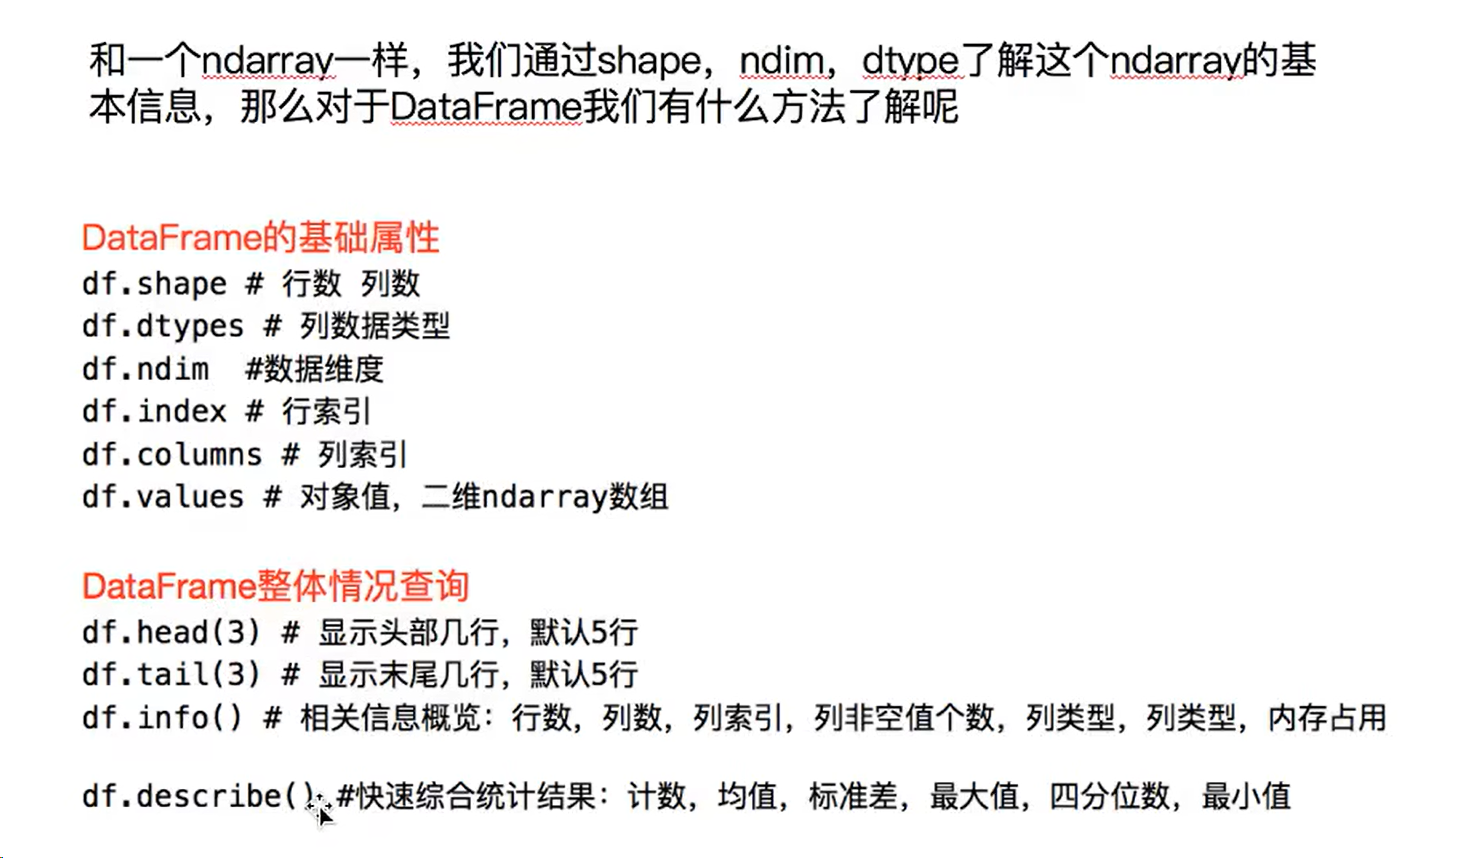 和一个ndarray一样，我们通过shape，ndim，dtype了解这个ndarray的基
本信息，那么对于DataFrame我们有什么方法了解呢
DataFrame的基础属性
df.shape # 行数 列数
df.dtypes # 列数据类型
df.ndim  #数据维度
df.index # 行索引
df.columns # 列索引
df.values # 对象值，二维ndarray数组
DataFrame整体情况查询
df.head(3) # 显示头部几行，默认5行
df.tail(3) # 显示末尾几行，默认5行
df.info() # 相关信息概览：行数，列数，列索引，列非空值个数，列类型，列类型，内存占用
df.describe() #快速综合统计结果：计数，均值，标准差，最大值，四分位数，最小值